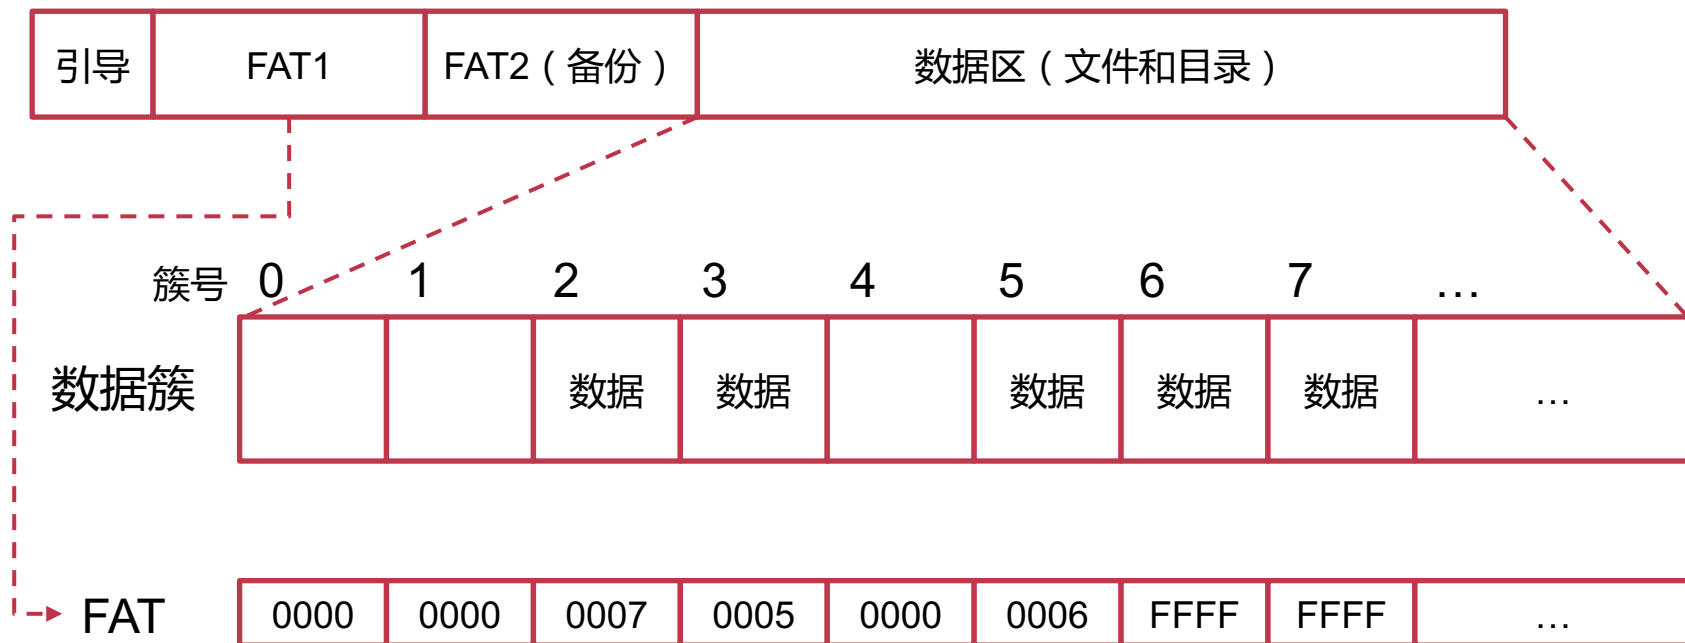 引导 FAT1 FAT2（备份） 数据区（文件和目录）
簇号 0 1 2 3 4 5 6 7 …
数据簇 数据 数据 数据 数据 数据 …
FAT 0000 0000 0007 0005 0000 0006 FFFF FFFF …